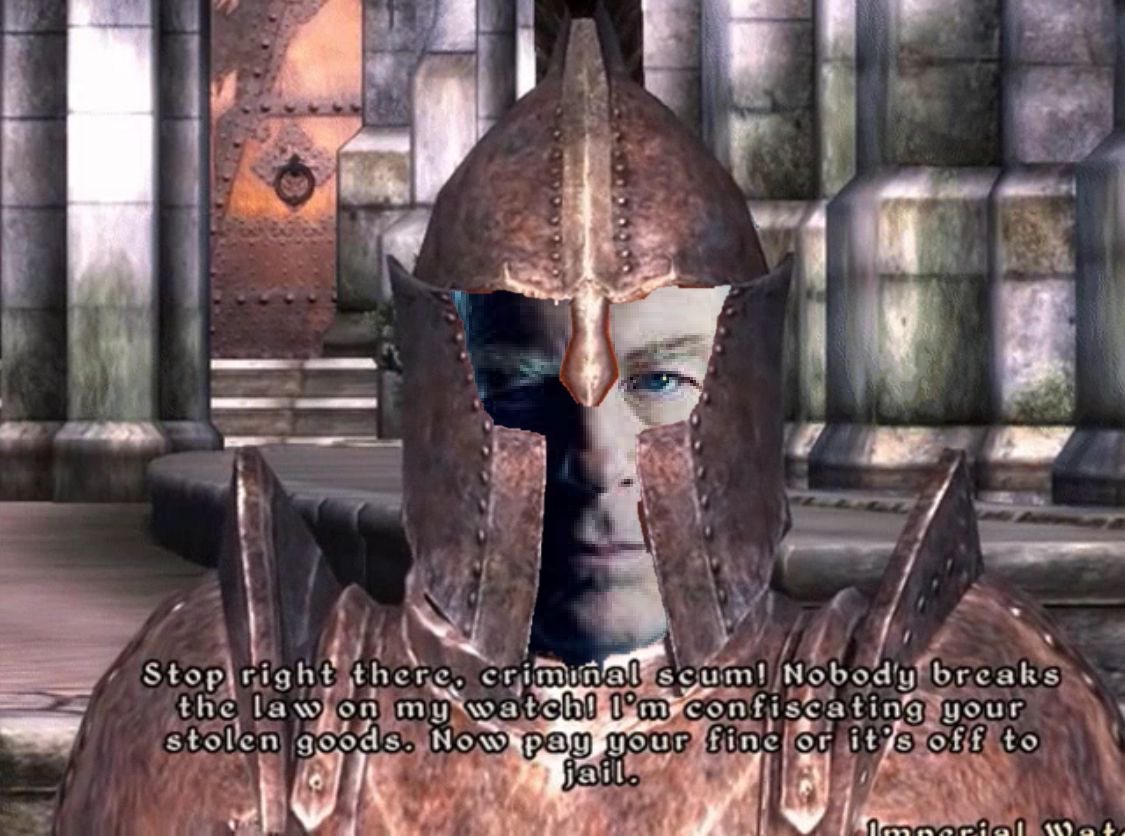 Stop right there, criminal scum! Nobody breaks
the law on my watch! I'm confiscating your
stolen goods. Now pay your fine or it's off to
jail.
Imperial